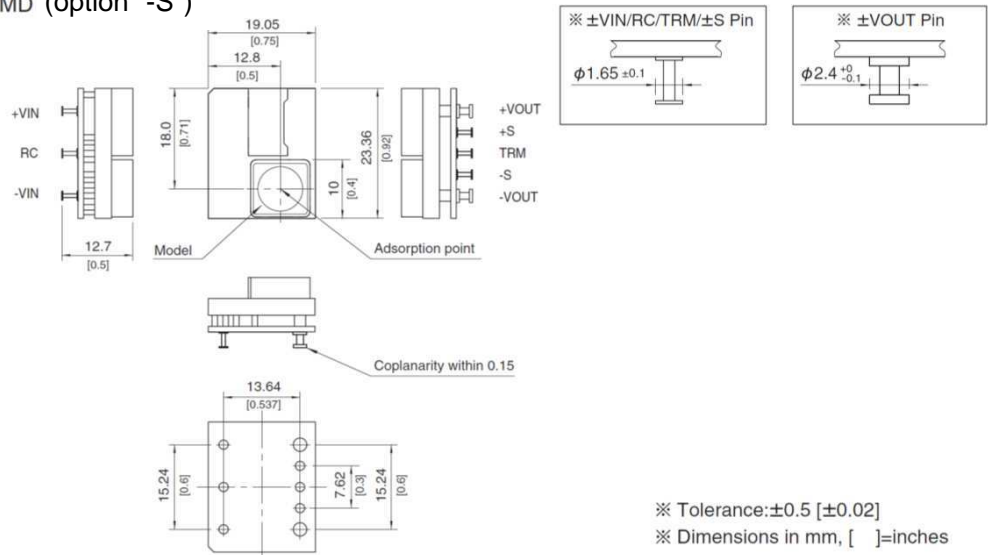 MD (option "-S")
19.05
[0.75]
12.8
[0.5]
18.0
[0.71]
23.36
[0.92]
10
[0.4]
+VIN
RC
-VIN
12.7
[0.5]
Model
Adsorption point
+VOUT
+S
TRM
-S
-VOUT
※ ±VIN/RC/TRM/±S Pin
φ1.65 ±0.1
※ ±VOUT Pin
φ2.4 +0 -0.1
Coplanarity within 0.15
13.64
[0.537]
15.24
[0.6]
7.62
[0.3]
15.24
[0.6]
※ Tolerance:±0.5 [±0.02]
※ Dimensions in mm, [ ]=inches